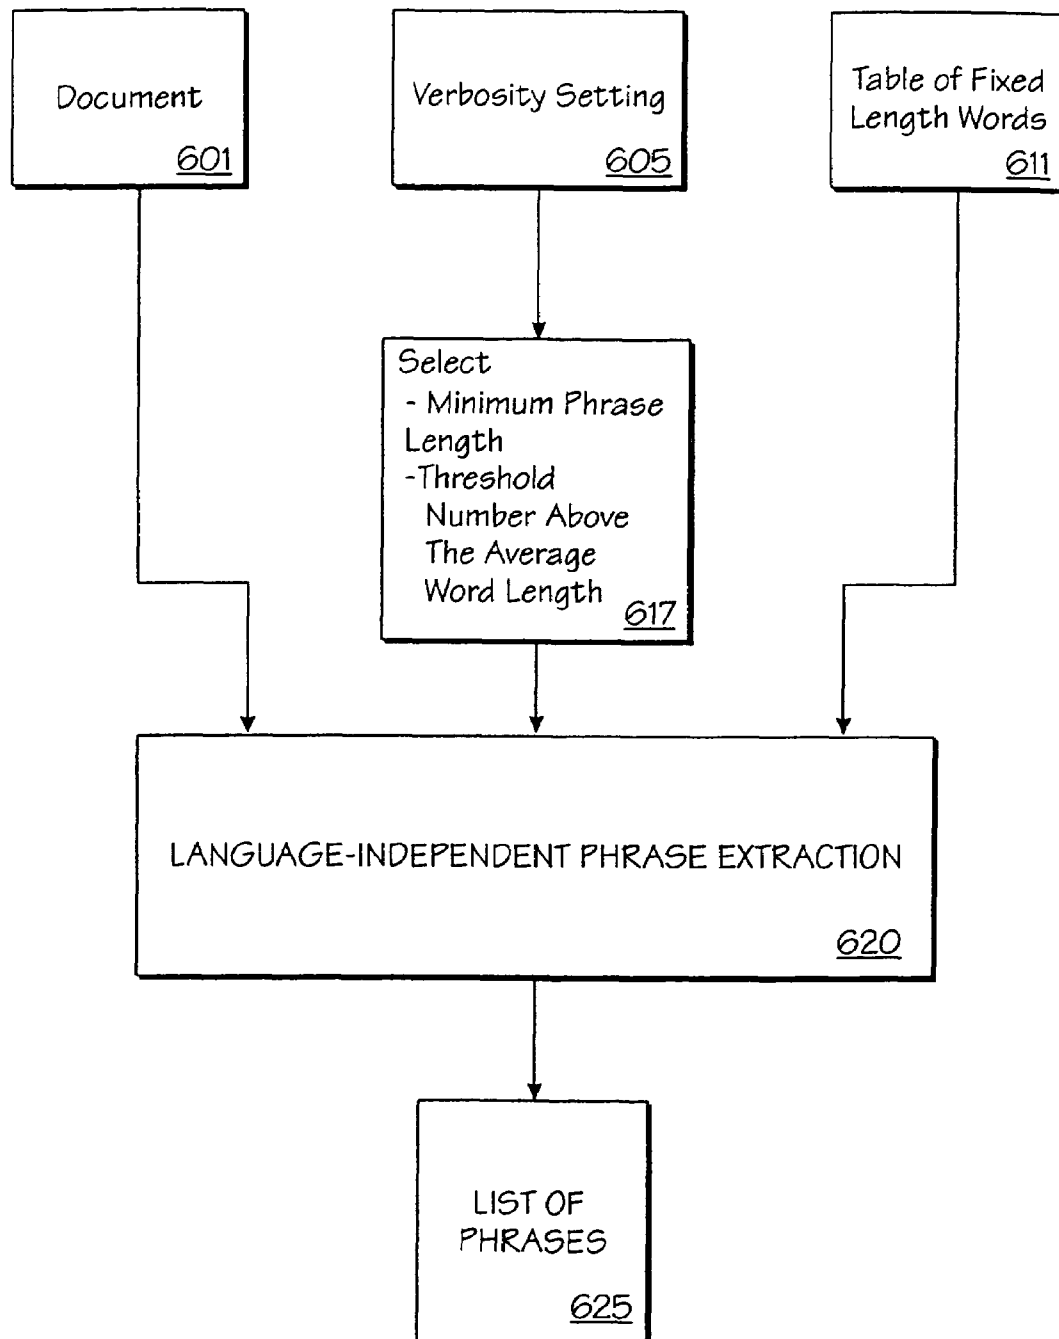 Document
601
Verbosity Setting
605
Table of Fixed
Length Words
611
Select
- Minimum Phrase
Length
-Threshold
Number Above
The Average
Word Length
617
LANGUAGE-INDEPENDENT PHRASE EXTRACTION
620
LIST OF
PHRASES
625